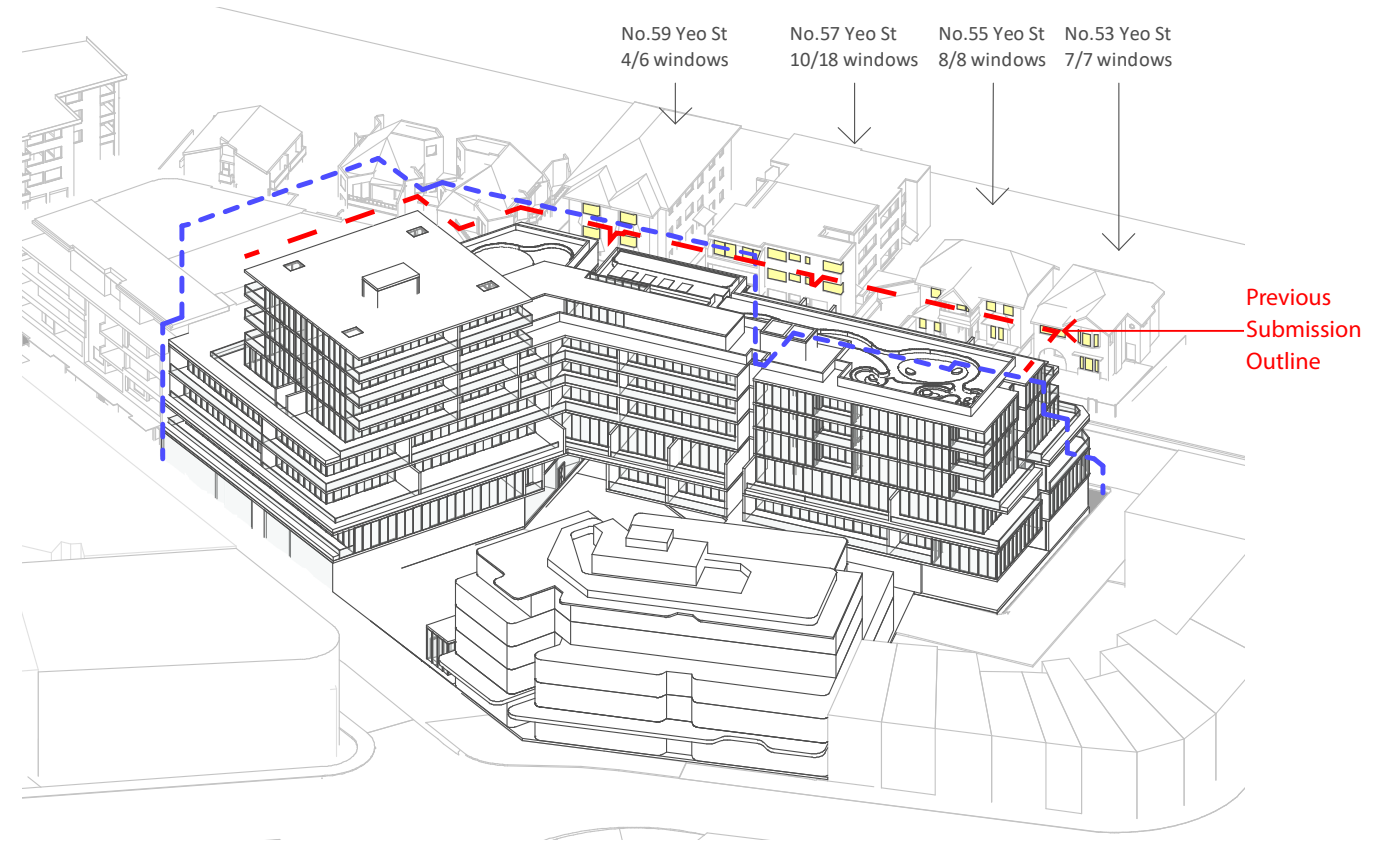 No.59 Yeo St
4/6 windows
No.57 Yeo St
10/18 windows
No.55 Yeo St
8/8 windows
No.53 Yeo St
7/7 windows
Previous
Submission
Outline